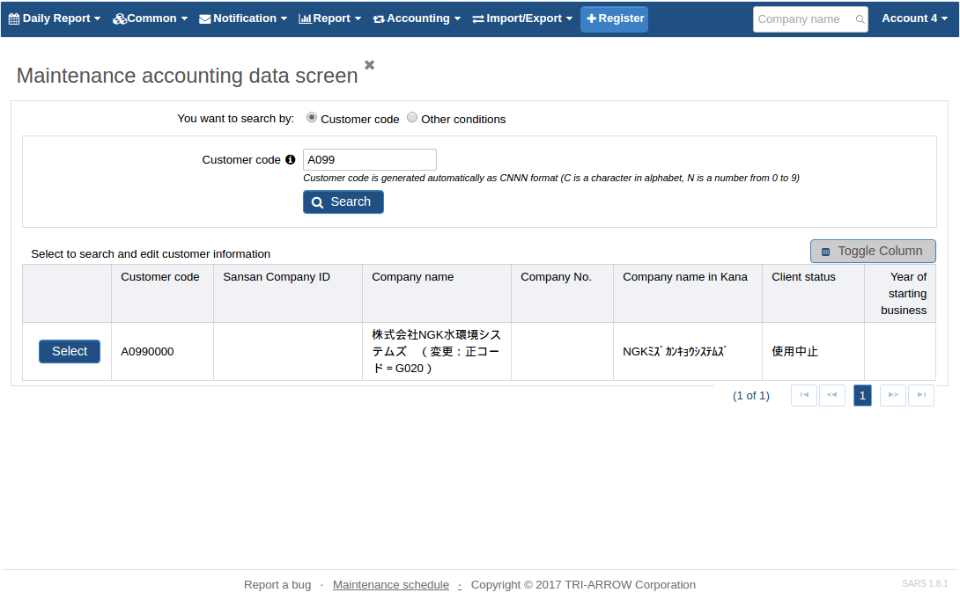 Daily Report Common Notification Report Accounting Import/Export Register Company name Account 4
Maintenance accounting data screen
You want to search by: Customer code Other conditions
Customer code A099
Customer code is generated automatically as CNNN format (C is a character in alphabet, N is a number from 0 to 9)
Search
Select to search and edit customer information Toggle Column
Customer code Sansan Company ID Company name Company No. Company name in Kana Client status Year of
starting
business
株式会社NGK水環境シス
Select A0990000 テムズ （変更：正コー NGKﾐｽﾞｶﾝｷｮｳｼｽﾃﾑｽﾞ 使用中止
ド＝G020）
(1 of 1) 1
Report a bug · Maintenance schedule · Copyright © 2017 TRI-ARROW Corporation SARS 1.8.1